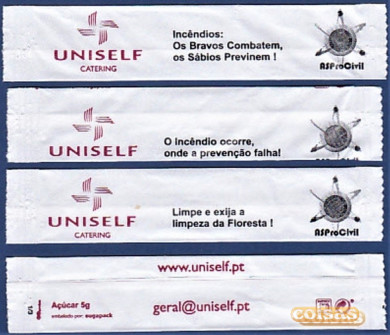 UNISELF
CATERING
Incêndios:
Os Bravos Combatem,
os Sábios Previnem !
ASProCivil
UNISELF
O Incêndio ocorre,
onde a prevenção falha!
UNISELF
CATERING
Limpe e exija a
limpeza da Floresta !
ASProCivil
www.uniself.pt
Açúcar 5g
embalado por: sugapack
geral@uniself.pt
coisas